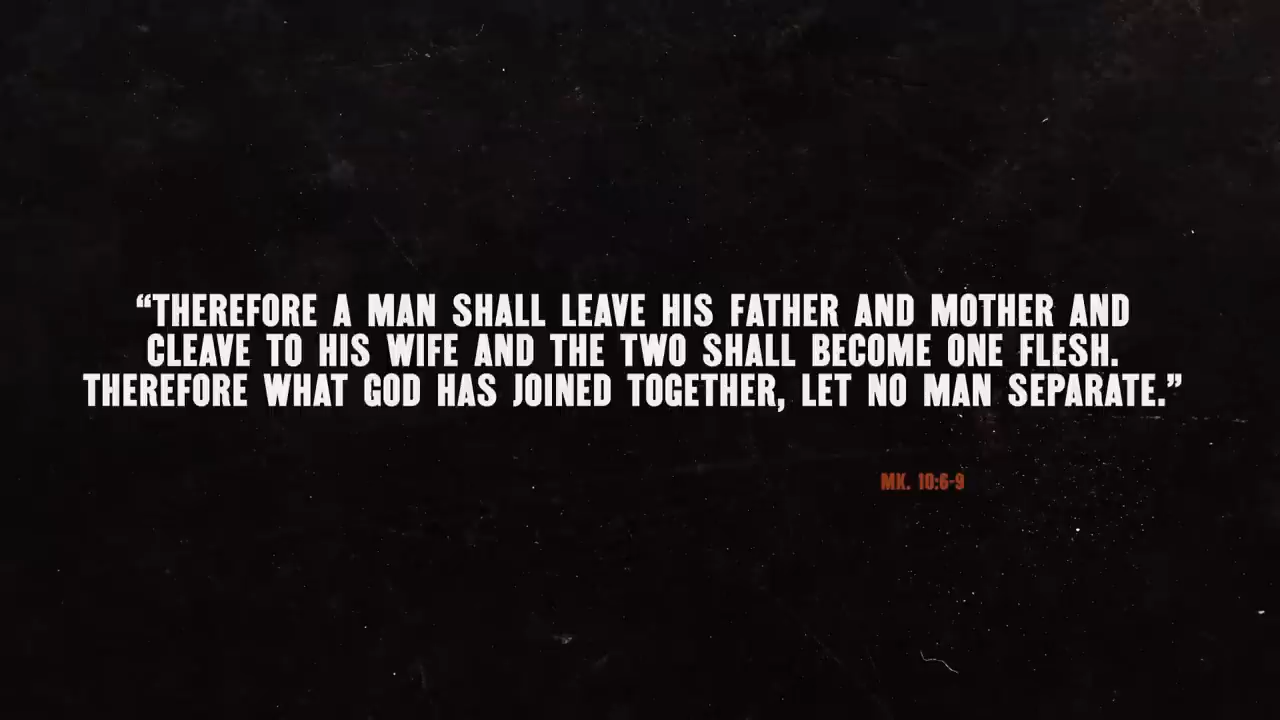 “THEREFORE A MAN SHALL LEAVE HIS FATHER AND MOTHER AND
CLEAVE TO HIS WIFE AND THE TWO SHALL BECOME ONE FLESH.
THEREFORE WHAT GOD HAS JOINED TOGETHER, LET NO MAN SEPARATE.”
MK. 10:6-9